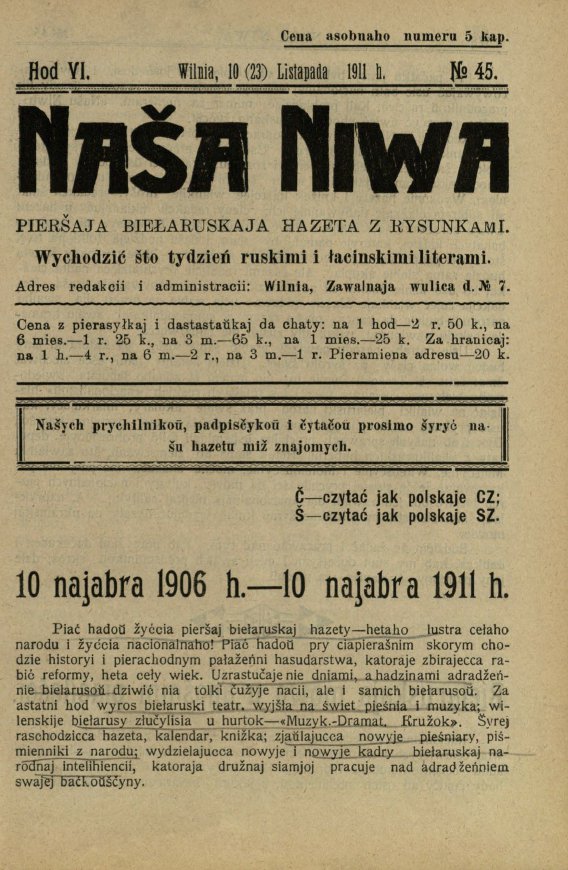 Cena asobnaho numeru 5 kap.
Hod VI.
Wilnia, 10 (23) Listapada 1911 h.
№ 45.
NAŠA NIWA
PIERŠAJA BIEŁARUSKAJA HAZETA Z RYSUNKAMI.
Wychodzić što tydzień ruskimi i łacinskimi literami.
Adres redakcii i administracii: Wilnia, Zawalnaja wulica d. № 7.
Cena z pierasyłkaj i dastastaŭkaj da chaty: na 1 hod—2 r. 50 k., na
6 mies.—1 r. 25 k., na 3 m.—65 k., na 1 mies.—25 k. Za hranicaj:
na 1 h.—4 r., na 6 m.—2 r., na 3 m.—1 r. Pieramiena adresu—20 k.
Našych prychilnikoŭ, padpisčykoŭ i čytačou prosimo šyryć na-
šu hazetu miž znajomych.
Č—czytać jak polskaje CZ;
Š—czytać jak polskaje SZ.
10 najabra 1906 h.—10 najabra 1911 h.
Piać hadoŭ žyćcia pieršaj biełaruskaj hazety—hetaho lustra cełaho
narodu i žyćcia nacionalnaho! Piać hadoŭ pry ciapierašnim skorym cho-
dzie historyi i pierachodnym pałažeńni hasudarstwa, katoraje zbirajecca ra-
bić reformy, heta ceły wiek. Uzrastučaje nie dniami, a hadzinami adradžeń-
nie biełarusoŭ dziwić nia tolki čužyje nacii, ale i samich biełarusoŭ. Za
astatni hod wyros biełaruski teatr, wyjšła na świet pieśnia i muzyka; wi-
lenskije biełarusy złučylisia u hurtok—«Muzyk.-Dramat. Kružok». Šyrej
raschodzicca hazeta, kalendar, knižka; zjaŭlajucca nowyje pieśniary, piś-
mienniki z narodu; wydzielajucca nowyje i nowyje kadry biełaruskaj na-
rodnaj intelihiencii, katoraja družnaj siamjoj pracuje nad adradžeńniem
swajej baćkoŭščyny.